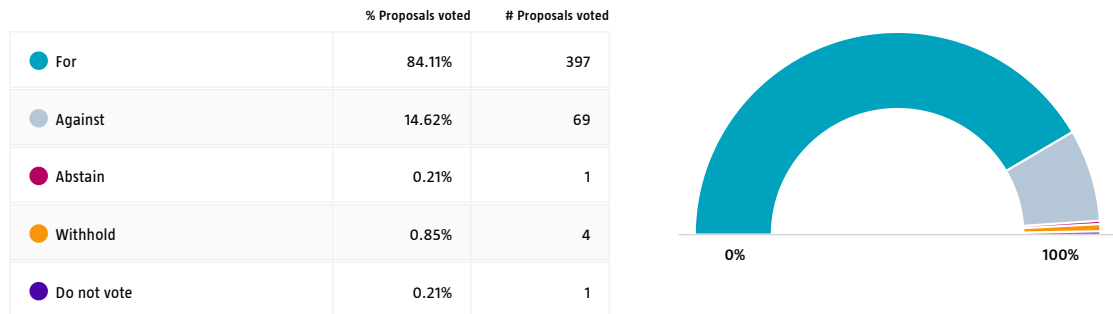 % Proposals voted # Proposals voted
For 84.11% 397
Against 14.62% 69
Abstain 0.21% 1
Withhold 0.85% 4
Do not vote 0.21% 1
0% 100%